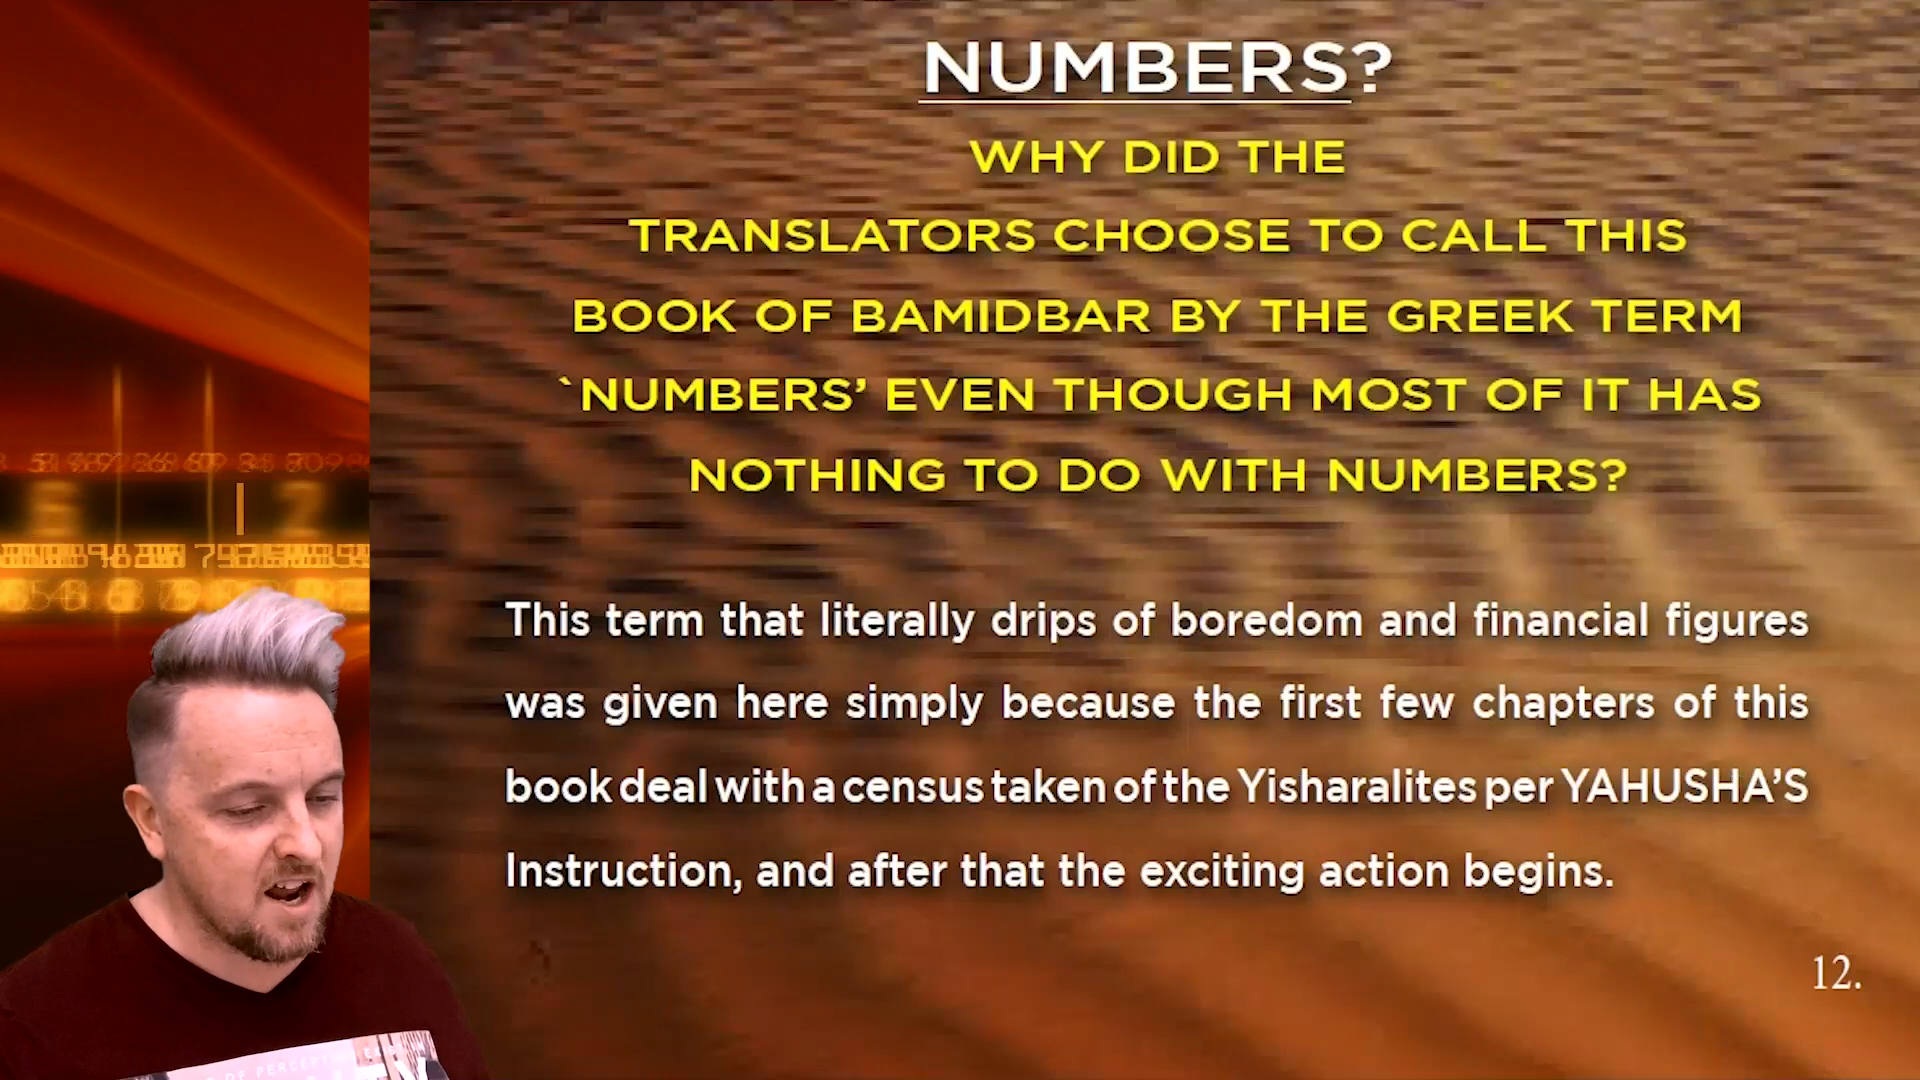 NUMBERS?
WHY DID THE
TRANSLATORS CHOOSE TO CALL THIS
BOOK OF BAMIDBAR BY THE GREEK TERM
`NUMBERS’ EVEN THOUGH MOST OF IT HAS
NOTHING TO DO WITH NUMBERS?
This term that literally drips of boredom and financial figures
was given here simply because the first few chapters of this
book deal with a census taken of the Yisharalites per YAHUSHA’S
Instruction, and after that the exciting action begins.
12.
OF PERCEPT